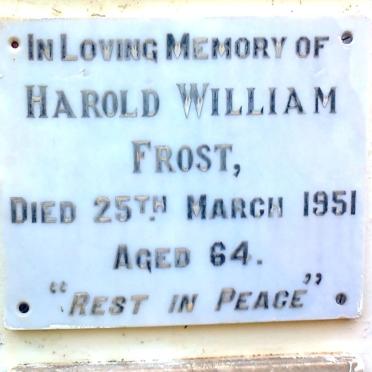 In Loving Memory of
Harold William
Frost,
Died 25th March 1951
Aged 64.
"Rest in Peace"